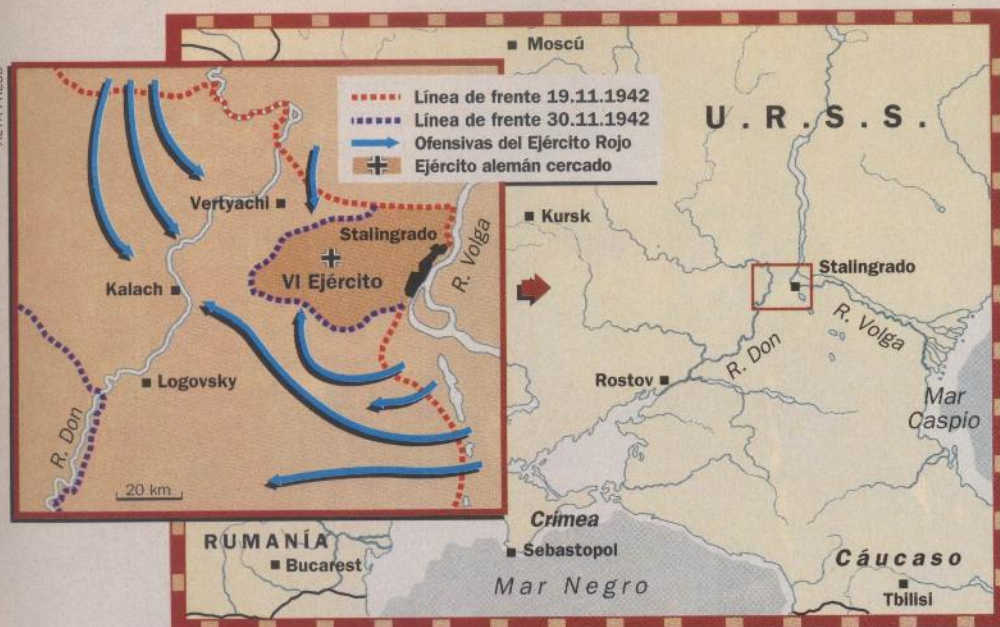 Moscú
U.R.S.S.
Línea de frente 19.11.1942
Línea de frente 30.11.1942
Ofensivas del Ejército Rojo
Ejército alemán cercado
Vertyachi
Stalingrado
VI Ejército
R. Volga
Kalach
Logovsky
R. Don
20 km
Kursk
Stalingrado
R. Volga
R. Don
Rostov
Mar
Caspio
Crimea
Sebastopol
Mar Negro
RUMANÍA
Bucarest
Cáucaso
Tbilisi